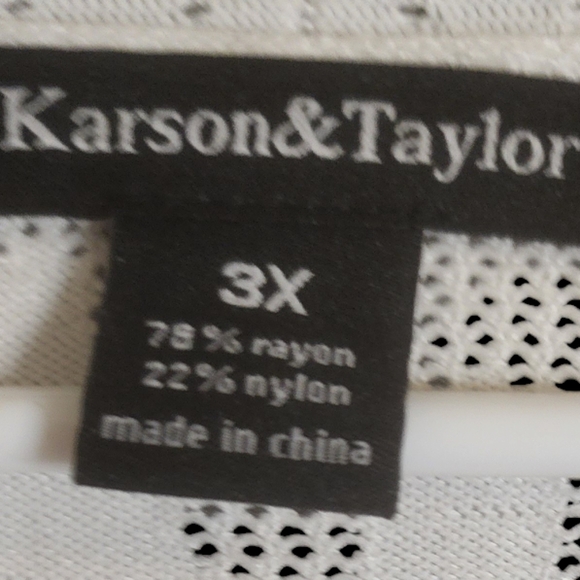 Karson&Taylor
3X
78% rayon
22% nylon
made in china